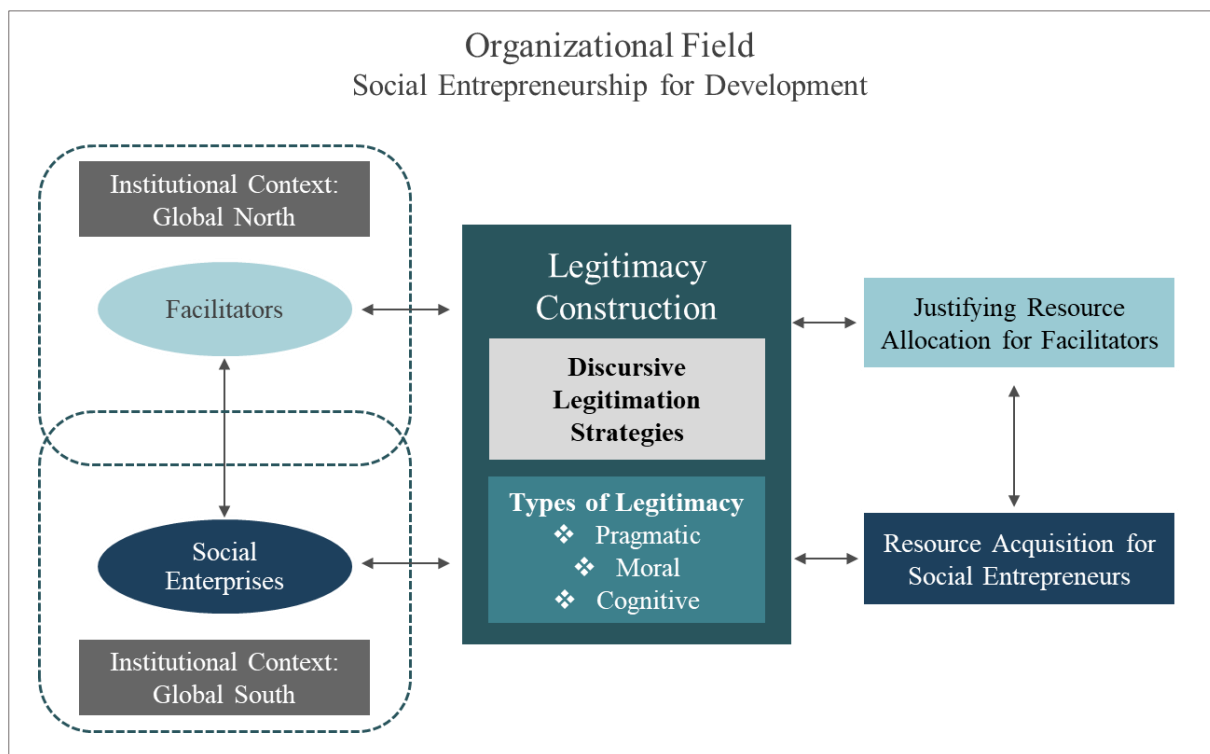 Organizational Field
Social Entrepreneurship for Development
Institutional Context:
Global North
Facilitators
Social
Enterprises
Institutional Context:
Global South
Legitimacy
Construction
Discursive
Legitimation
Strategies
Types of Legitimacy
❖ Pragmatic
❖ Moral
❖ Cognitive
Justifying Resource
Allocation for Facilitators
Resource Acquisition for
Social Entrepreneurs